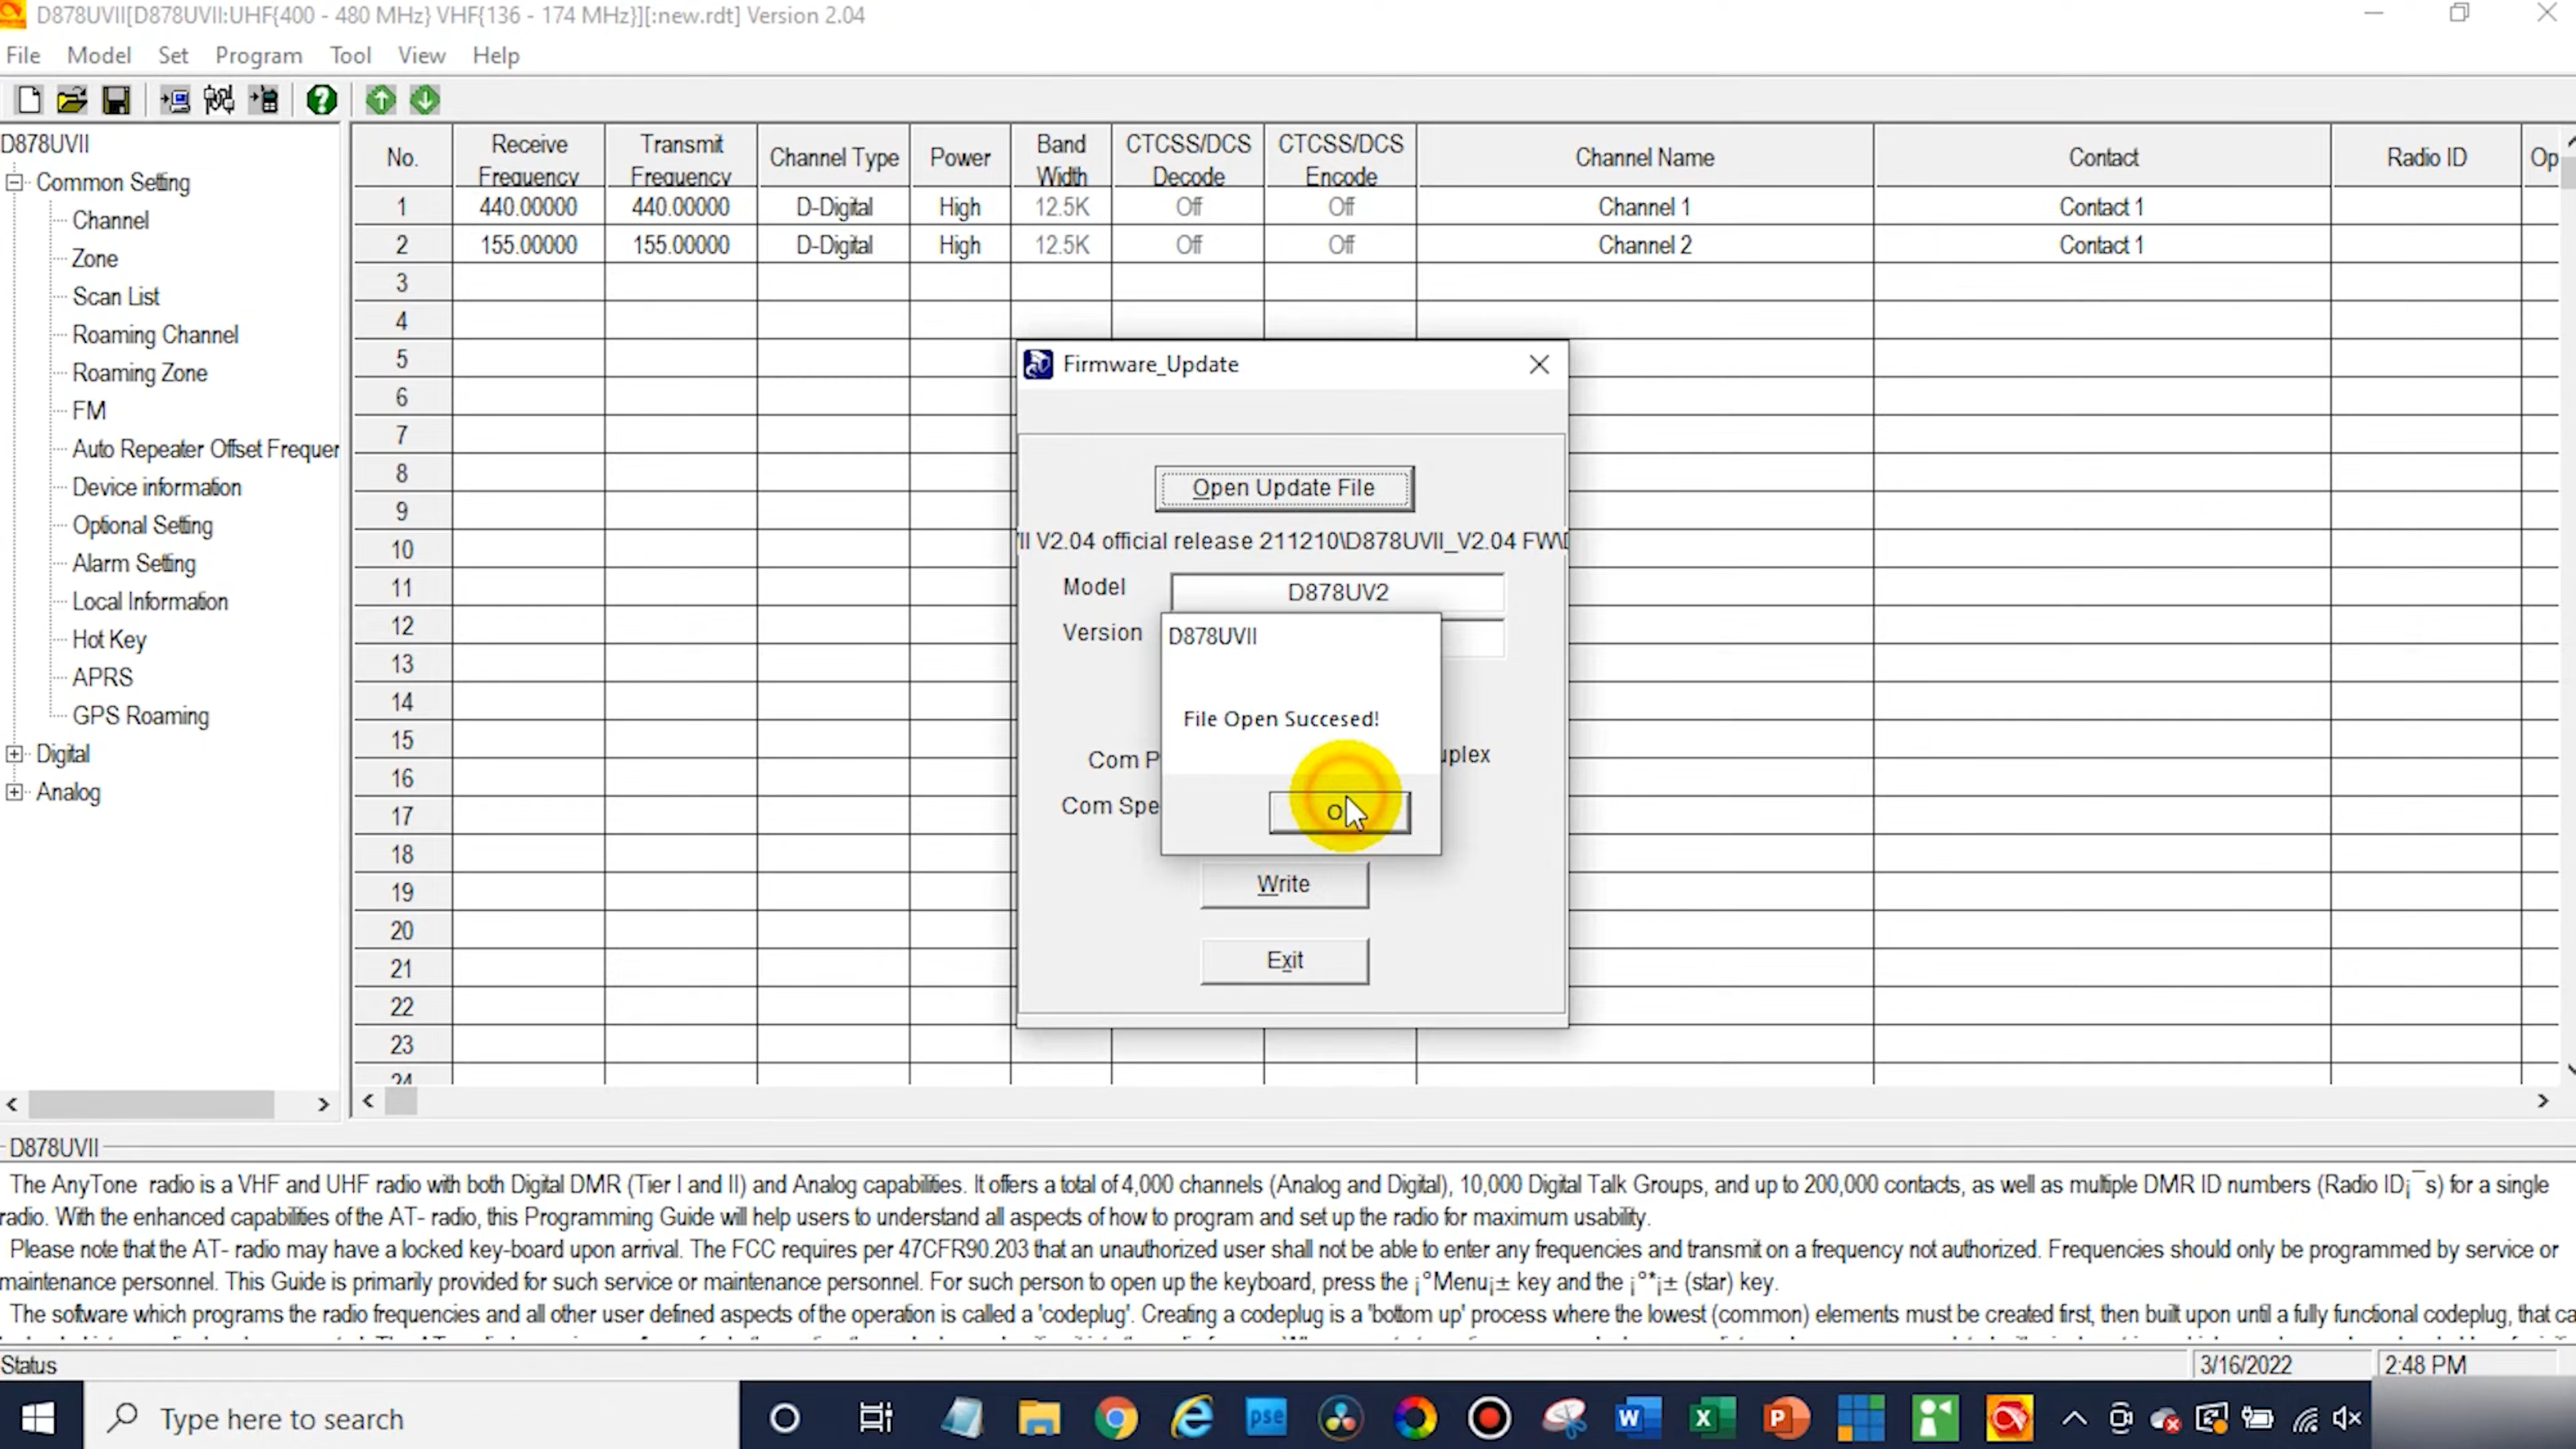 D878UVII[D878UVII:UHF{400 - 480 MHz} VHF{136 - 174 MHz}][:new.rdt] Version 2.04
File Model Set Program Tool View Help
D878UVII
Common Setting
Channel
Zone
Scan List
Roaming Channel
Roaming Zone
FM
Auto Repeater Offset Frequer
Device information
Optional Setting
Alarm Setting
Local Information
Hot Key
APRS
GPS Roaming
Digital
Analog
No. Receive Frequency Transmit Frequency Channel Type Power Band Width CTCSS/DCS Decode CTCSS/DCS Encode Channel Name Contact Radio ID Op
1 440.00000 440.00000 D-Digital High 12.5K Off Off Channel 1 Contact 1
2 155.00000 155.00000 D-Digital High 12.5K Off Off Channel 2 Contact 1
3
4
5
6
7
8
9
10
11
12
13
14
15
16
17
18
19
20
21
22
23
24
Firmware_Update
Open Update File
'II V2.04 official release 211210\D878UVII_V2.04 FW\D
Model D878UV2
Version
D878UVII
File Open Succesed!
Com P uplex
Com Spe
O
Write
Exit
D878UVII
The AnyTone radio is a VHF and UHF radio with both Digital DMR (Tier I and II) and Analog capabilities. It offers a total of 4,000 channels (Analog and Digital), 10,000 Digital Talk Groups, and up to 200,000 contacts, as well as multiple DMR ID numbers (Radio ID¡¯s) for a single
radio. With the enhanced capabilities of the AT- radio, this Programming Guide will help users to understand all aspects of how to program and set up the radio for maximum usability.
Please note that the AT- radio may have a locked key-board upon arrival. The FCC requires per 47CFR90.203 that an unauthorized user shall not be able to enter any frequencies and transmit on a frequency not authorized. Frequencies should only be programmed by service or
maintenance personnel. This Guide is primarily provided for such service or maintenance personnel. For such person to open up the keyboard, press the ¡°Menu¡± key and the ¡°*¡± (star) key.
The software which programs the radio frequencies and all other user defined aspects of the operation is called a 'codeplug'. Creating a codeplug is a 'bottom up' process where the lowest (common) elements must be created first, then built upon until a fully functional codeplug, that ca
Status 3/16/2022 2:48 PM
Type here to search
pse